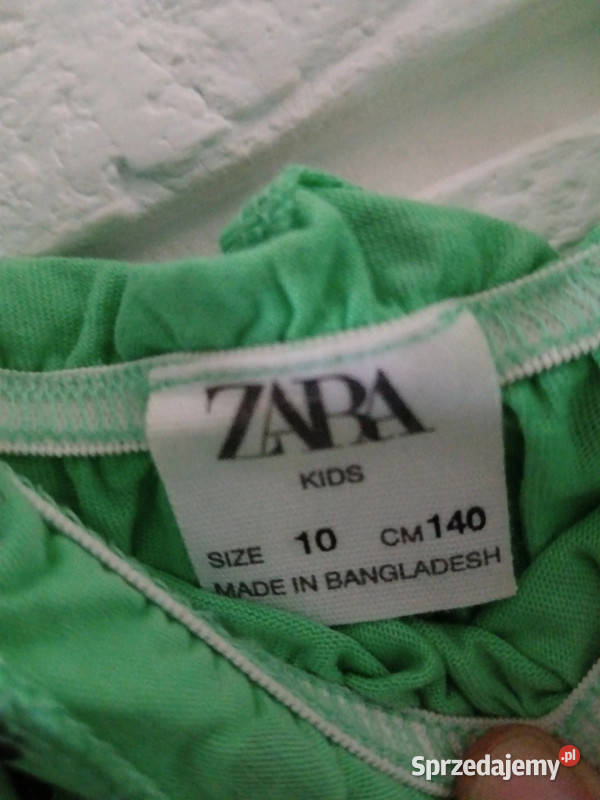 ZARA
KIDS
SIZE 10 CM 140
MADE IN BANGLADESH
Sprzedajemy.pl